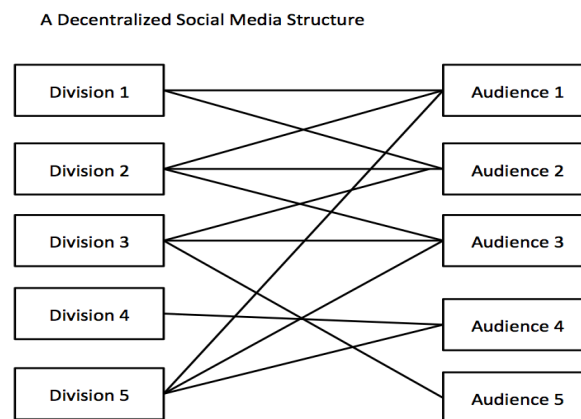 A Decentralized Social Media Structure
Division 1
Audience 1
Division 2
Audience 2
Division 3
Audience 3
Division 4
Audience 4
Division 5
Audience 5